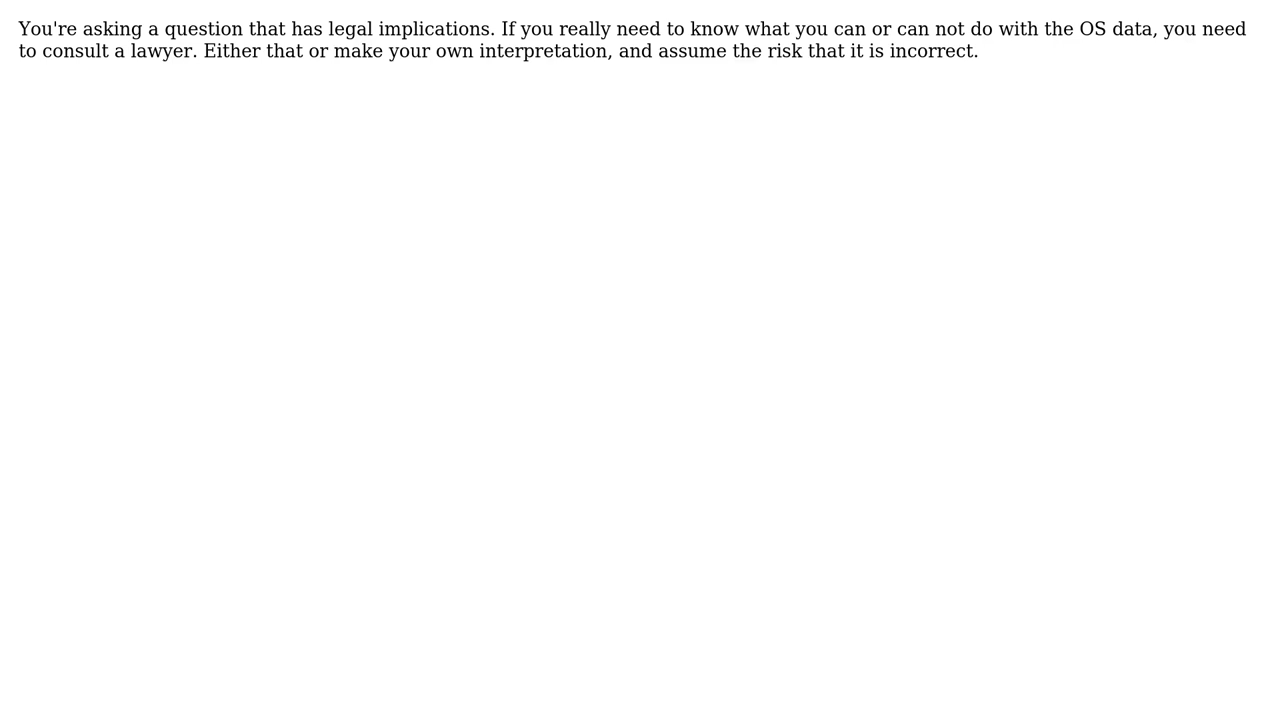 You're asking a question that has legal implications. If you really need to know what you can or can not do with the OS data, you need
to consult a lawyer. Either that or make your own interpretation, and assume the risk that it is incorrect.